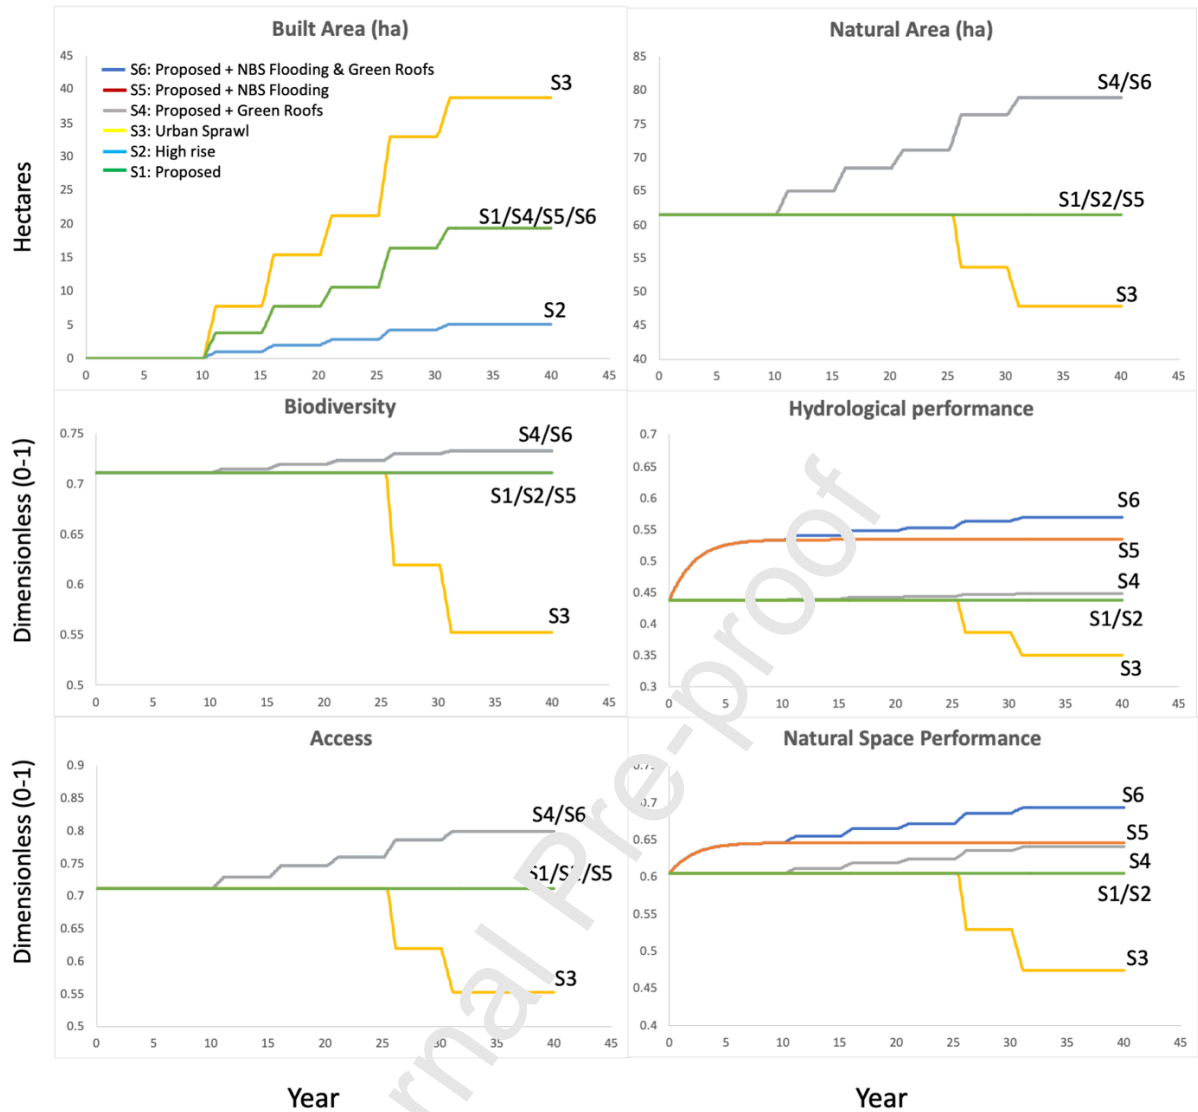 Built Area (ha)
45
40
35
30
25
20
15
10
5
0
S6: Proposed + NBS Flooding & Green Roofs
S5: Proposed + NBS Flooding
S4: Proposed + Green Roofs
S3: Urban Sprawl
S2: High rise
S1: Proposed
S3
S1/S4/S5/S6
S2
0 5 10 15 20 25 30 35 40 45
Hectares
Natural Area (ha)
85
80
75
70
65
60
55
50
45
40
S4/S6
S1/S2/S5
S3
0 5 10 15 20 25 30 35 40 45
Biodiversity
0.75
0.7
0.65
0.6
0.55
0.5
S4/S6
S1/S2/S5
S3
0 5 10 15 20 25 30 35 40 45
Dimensionless (0-1)
Hydrological performance
0.7
0.65
0.6
0.55
0.5
0.45
0.4
0.35
0.3
S6
S5
S4
S1/S2
S3
0 5 10 15 20 25 30 35 40 45
Access
0.9
0.85
0.8
0.75
0.7
0.65
0.6
0.55
0.5
S4/S6
S3
0 5 10 15 20 25 30 35 40 45
Dimensionless (0-1)
Natural Space Performance
0.65
0.6
0.55
0.5
0.45
0.4
S6
S5
S4
S1/S2
S3
0 5 10 15 20 25 30 35 40 45
Year
Year
rnal Pre-proof